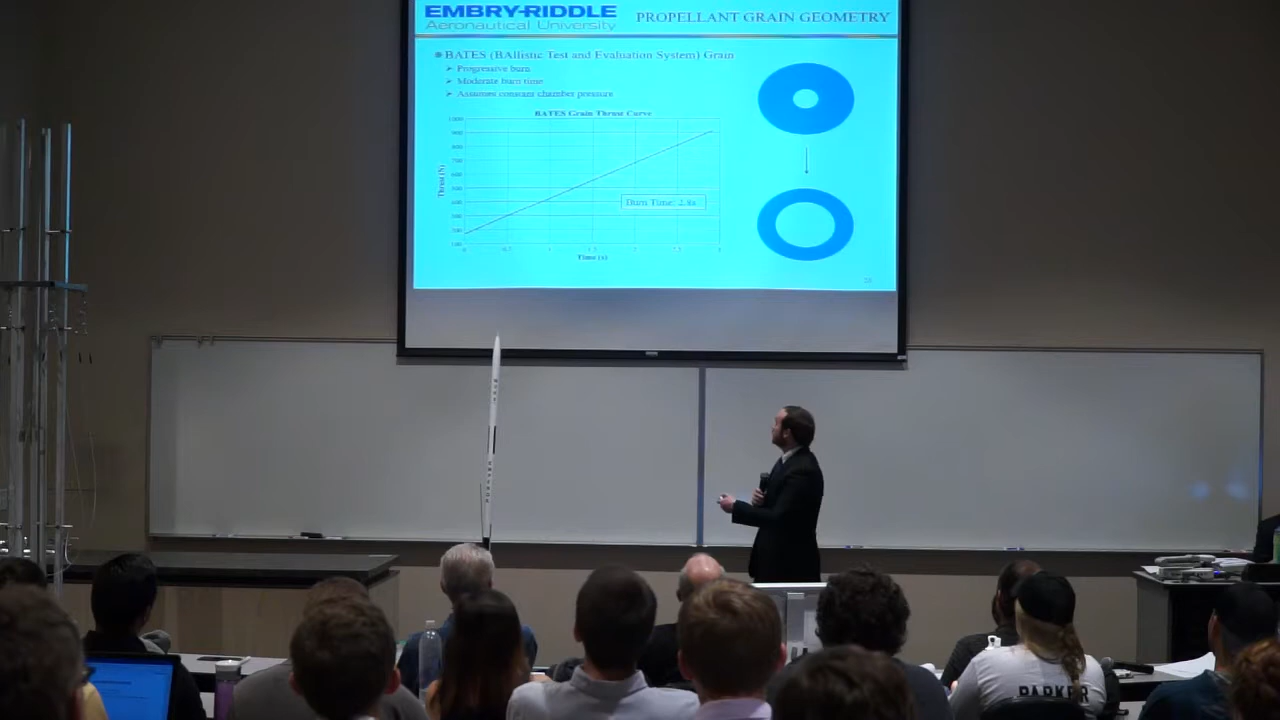 EMBRY-RIDDLE
Aeronautical University
PROPELLANT GRAIN GEOMETRY
BATES (BAllistic Test and Evaluation System) Grain
Progressive burn
Moderate burn time
Assumes constant chamber pressure
BATES Grain Thrust Curve
Thrust (N)
Burn Time: 2.8s
Time (s)
PARKER